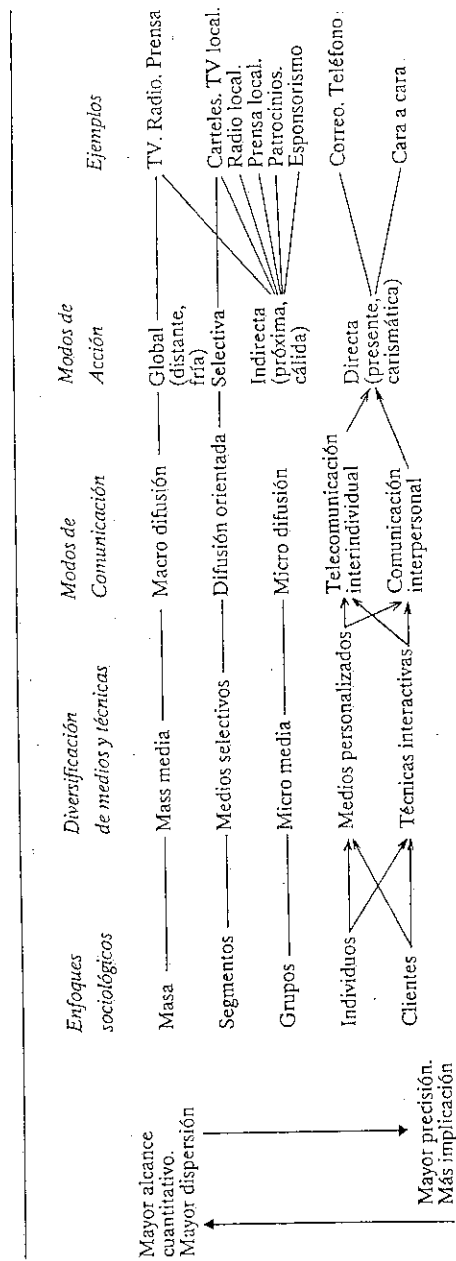 Enfoques
sociológicos
Diversificación
de medios y técnicas
Modos de
Comunicación
Modos de
Acción
Ejemplos
Mayor alcance
cuantitativo.
Mayor dispersión
Mayor precisión.
Más implicación
Masa
Mass media
Macro difusión
Global
(distante,
fría)
TV. Radio. Prensa
Segmentos
Medios selectivos
Difusión orientada
Selectiva
Carteles. TV local.
Radio local.
Prensa local.
Patrocinios.
Esponsorismo
Grupos
Micro media
Micro difusión
Indirecta
(próxima,
cálida)
Individuos
Medios personalizados
Telecomunicación
interindividual
Directa
(presente,
carismática)
Correo. Teléfono
Clientes
Técnicas interactivas
Comunicación
interpersonal
Cara a cara